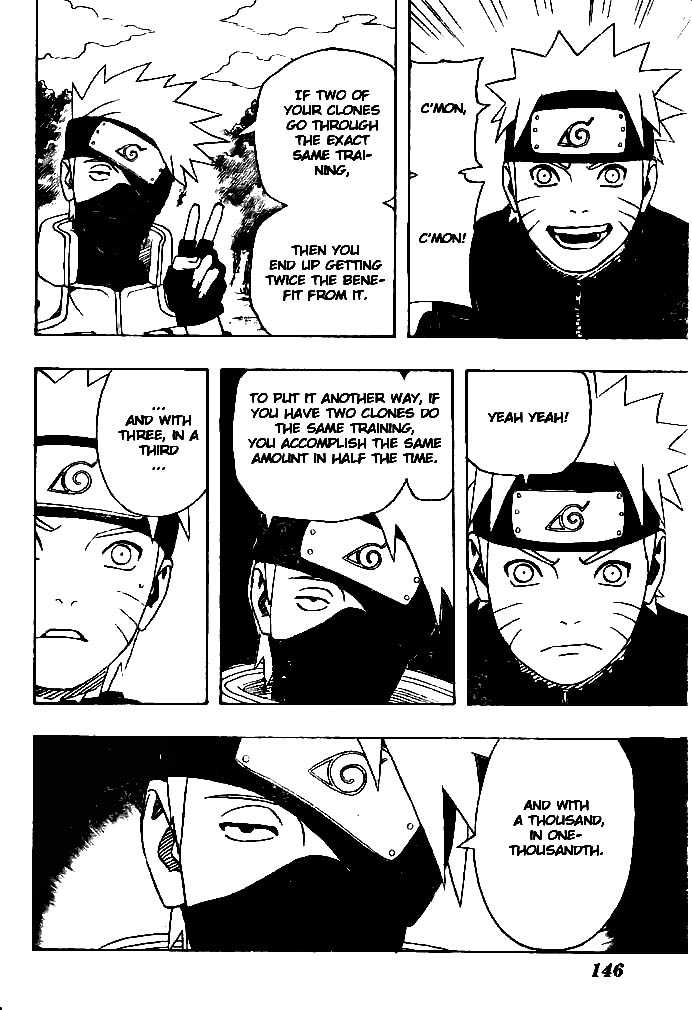 C'MON,
C'MON!
IF TWO OF
YOUR CLONES
GO THROUGH
THE EXACT
SAME TRAI-
NING,
THEN YOU
END UP GETTING
TWICE THE BENE-
FIT FROM IT.
YEAH YEAH!
TO PUT IT ANOTHER WAY, IF
YOU HAVE TWO CLONES DO
THE SAME TRAINING,
YOU ACCOMPLISH THE SAME
AMOUNT IN HALF THE TIME.
...
AND WITH
THREE, IN A
THIRD
...
AND WITH
A THOUSAND,
IN ONE-
THOUSANDTH.
146